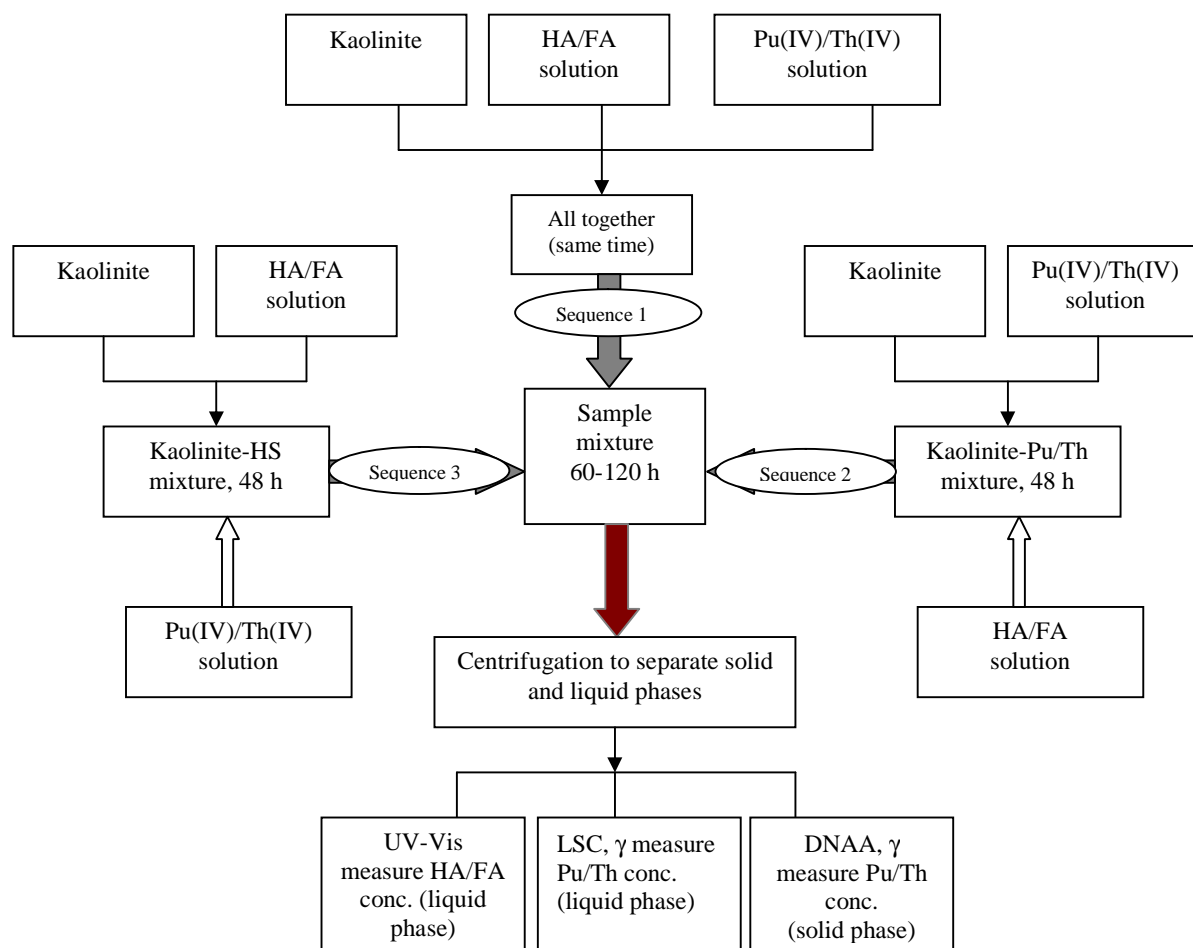 Kaolinite
HA/FA
solution
Pu(IV)/Th(IV)
solution
All together
(same time)
Sequence 1
Kaolinite
HA/FA
solution
Kaolinite
Pu(IV)/Th(IV)
solution
Kaolinite-HS
mixture, 48 h
Sequence 3
Sample
mixture
60-120 h
Sequence 2
Kaolinite-Pu/Th
mixture, 48 h
Pu(IV)/Th(IV)
solution
HA/FA
solution
Centrifugation to separate solid
and liquid phases
UV-Vis
measure HA/FA
conc. (liquid
phase)
LSC, γ measure
Pu/Th conc.
(liquid phase)
DNAA, γ
measure Pu/Th
conc.
(solid phase)